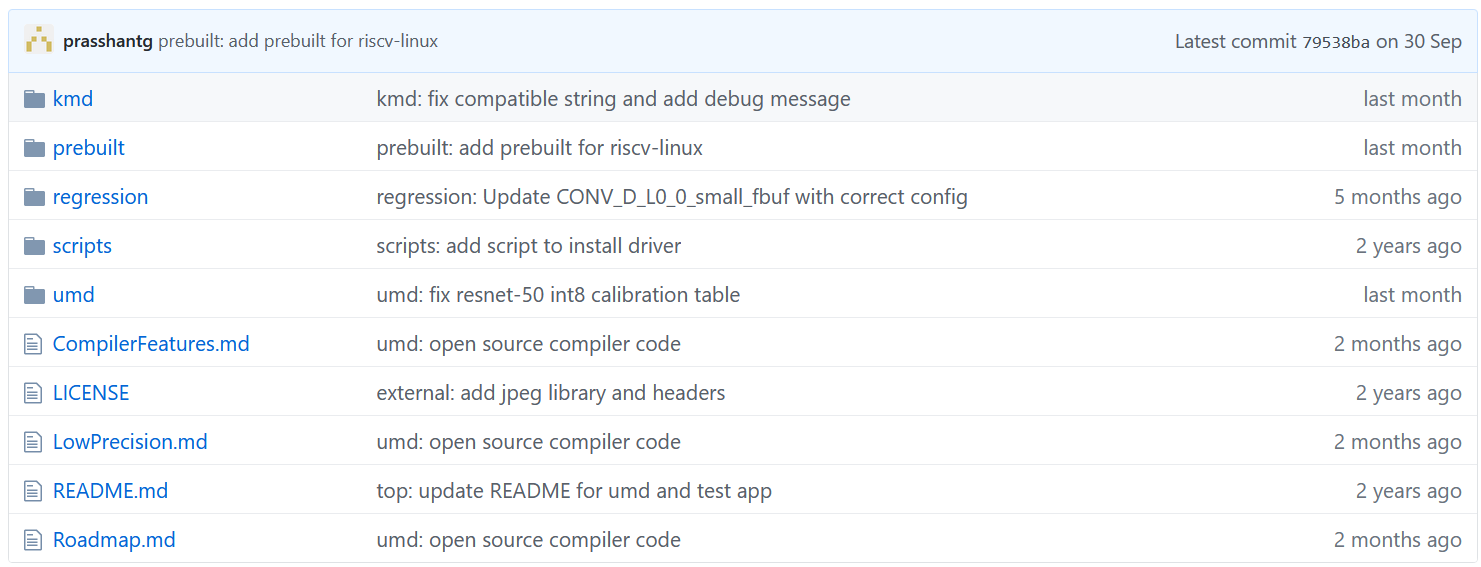 prasshantg prebuilt: add prebuilt for riscv-linux Latest commit 79538ba on 30 Sep
kmd kmd: fix compatible string and add debug message last month
prebuilt prebuilt: add prebuilt for riscv-linux last month
regression regression: Update CONV_D_L0_0_small_fbuf with correct config 5 months ago
scripts scripts: add script to install driver 2 years ago
umd umd: fix resnet-50 int8 calibration table last month
CompilerFeatures.md umd: open source compiler code 2 months ago
LICENSE external: add jpeg library and headers 2 years ago
LowPrecision.md umd: open source compiler code 2 months ago
README.md top: update README for umd and test app 2 years ago
Roadmap.md umd: open source compiler code 2 months ago